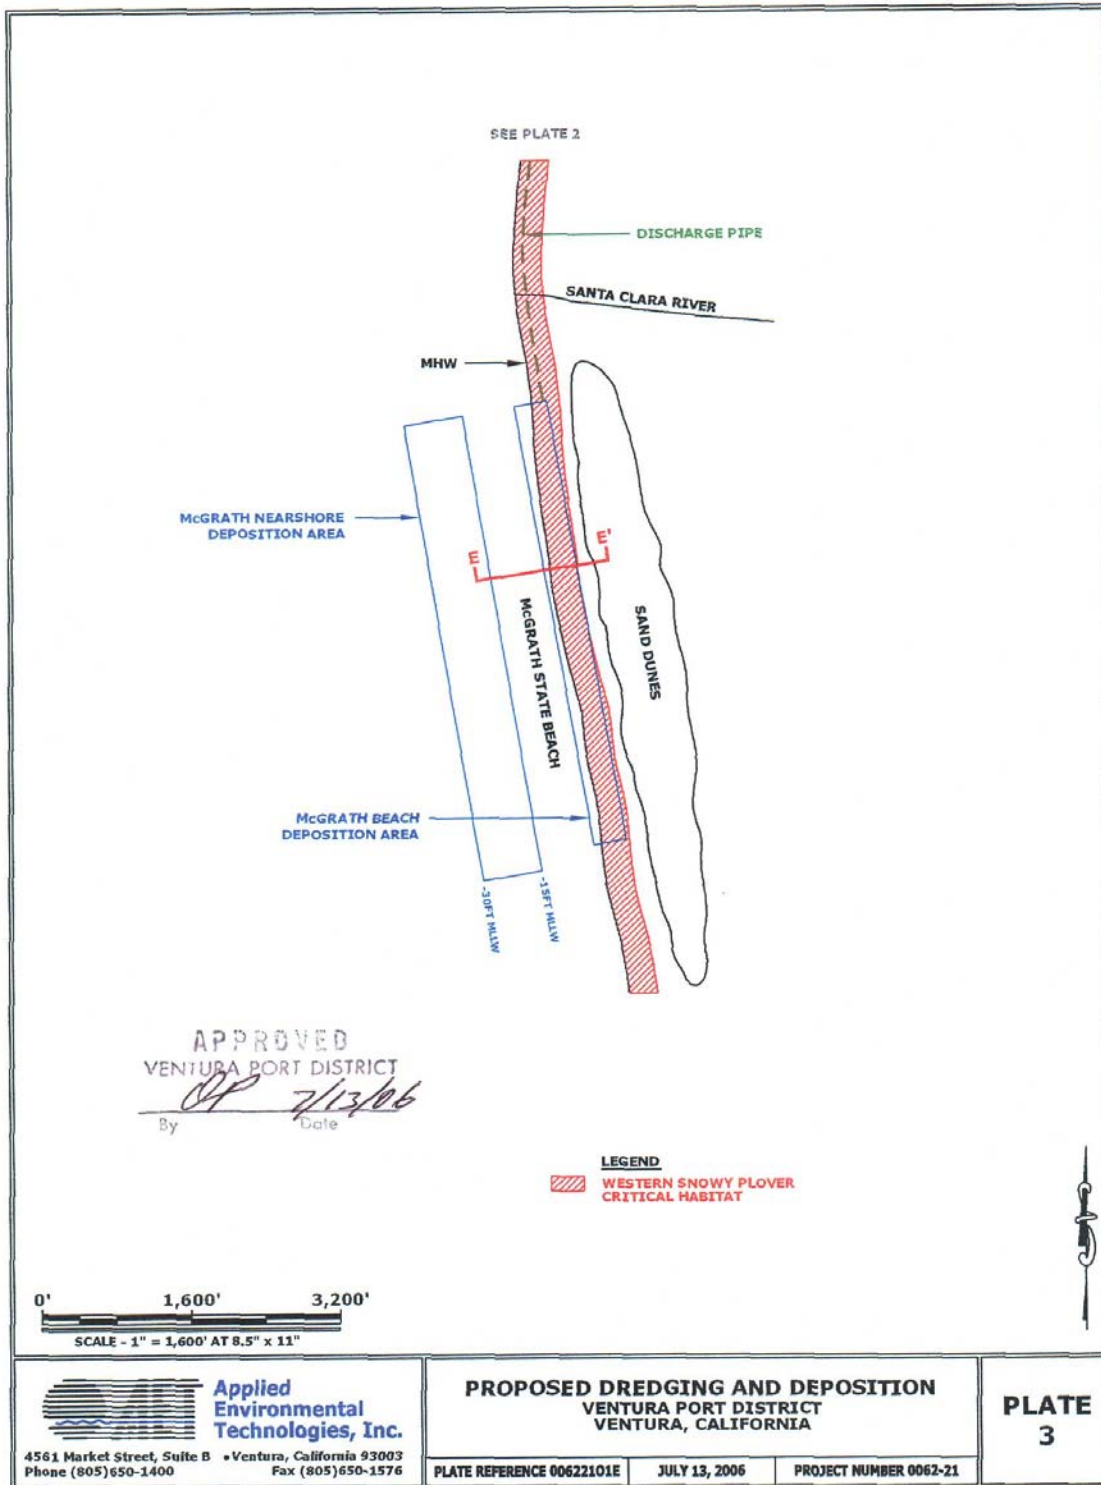 SEE PLATE 2
DISCHARGE PIPE
SANTA CLARA RIVER
MHW
McGRATH NEARSHORE
DEPOSITION AREA
E
E'
McGRATH STATE BEACH
SAND DUNES
McGRATH BEACH
DEPOSITION AREA
-30FT MLLW
-15FT MLLW
APPROVED
VENTURA PORT DISTRICT
7/13/06
By Date
LEGEND
WESTERN SNOWY PLOVER
CRITICAL HABITAT
0' 1,600' 3,200'
SCALE - 1" = 1,600' AT 8.5" x 11"
AET
Applied
Environmental
Technologies, Inc.
4561 Market Street, Suite B • Ventura, California 93003
Phone (805)650-1400 Fax (805)650-1576
PROPOSED DREDGING AND DEPOSITION
VENTURA PORT DISTRICT
VENTURA, CALIFORNIA
PLATE REFERENCE 00622101E JULY 13, 2006 PROJECT NUMBER 0062-21
PLATE
3